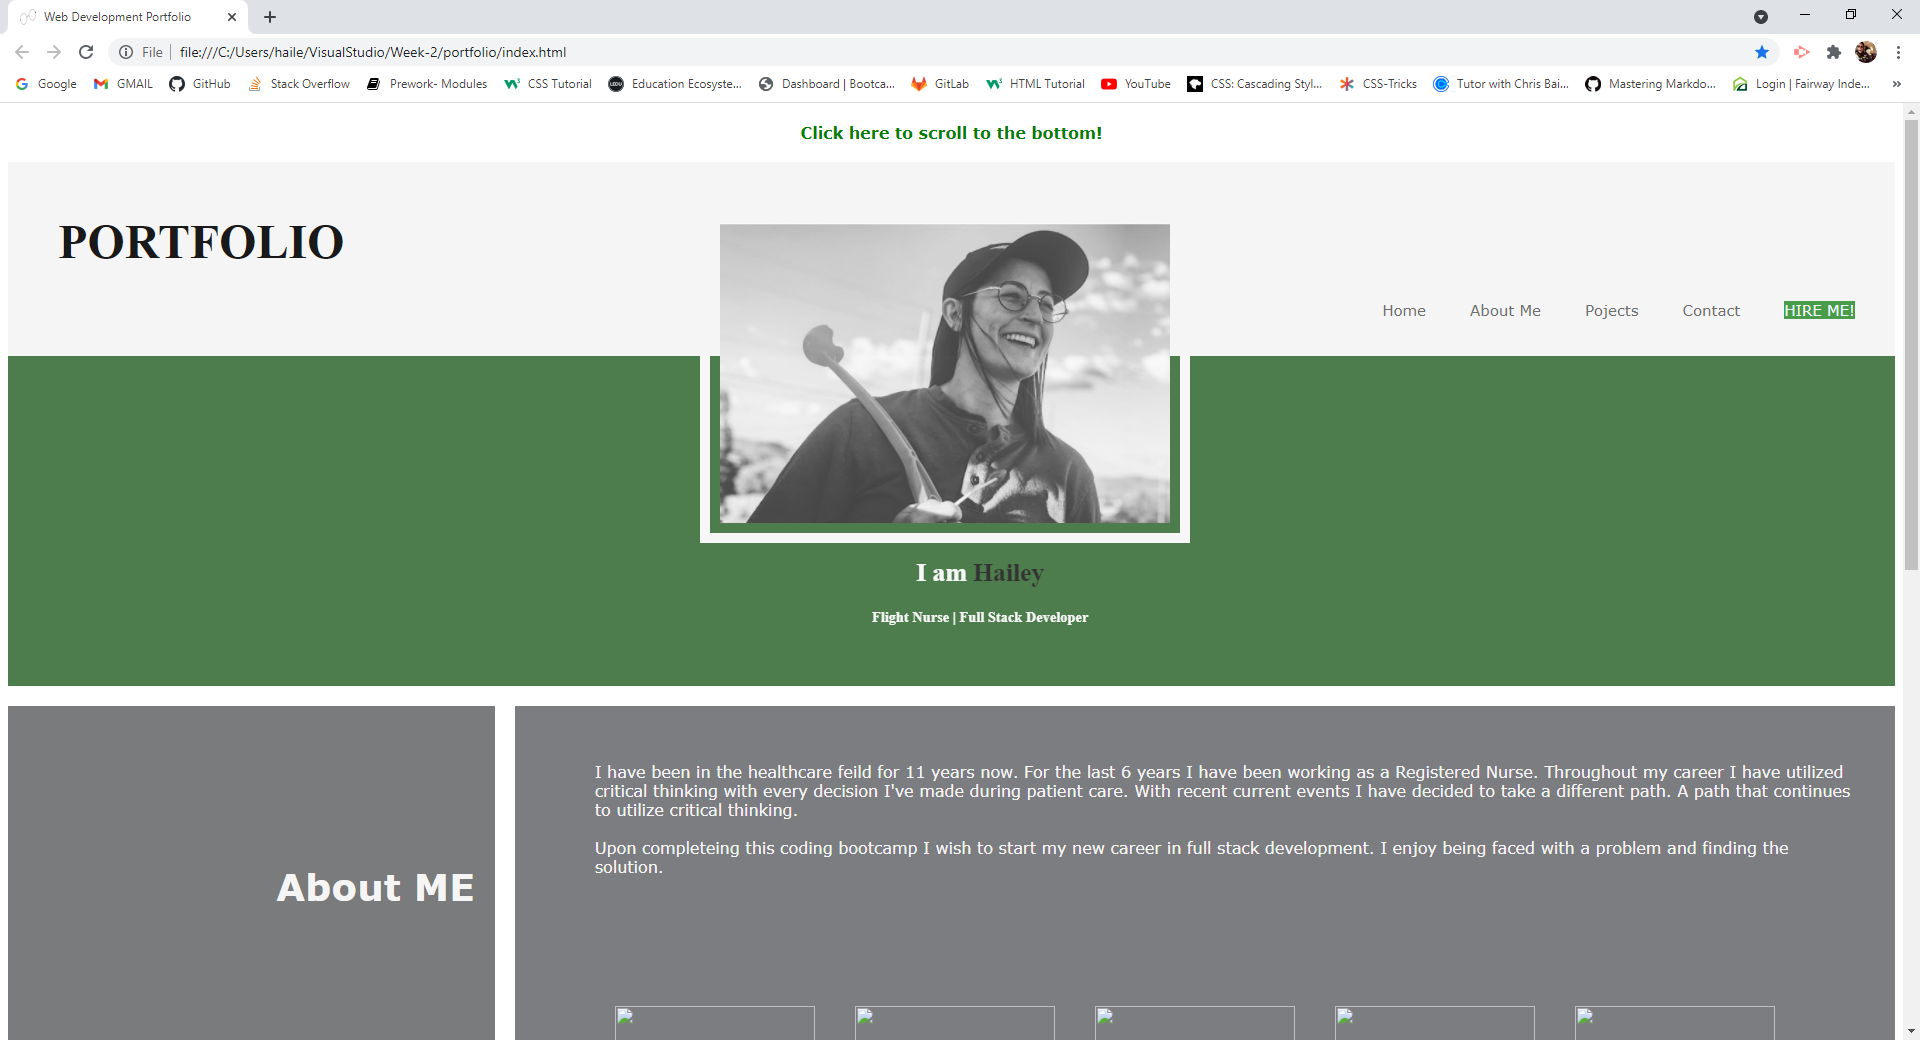 Web Development Portfolio
File
file:///C:/Users/haile/VisualStudio/Week-2/portfolio/index.html
Google
GMAIL
GitHub
Stack Overflow
Prework- Modules
CSS Tutorial
Education Ecosyste...
Dashboard | Bootca...
GitLab
HTML Tutorial
YouTube
CSS: Cascading Styl...
CSS-Tricks
Tutor with Chris Bai...
Mastering Markdo...
Login | Fairway Inde...
»
Click here to scroll to the bottom!
PORTFOLIO
Home
About Me
Pojects
Contact
HIRE ME!
I am Hailey
Flight Nurse | Full Stack Developer
About ME
I have been in the healthcare feild for 11 years now. For the last 6 years I have been working as a Registered Nurse. Throughout my career I have utilized
critical thinking with every decision I've made during patient care. With recent current events I have decided to take a different path. A path that continues
to utilize critical thinking.
Upon completeing this coding bootcamp I wish to start my new career in full stack development. I enjoy being faced with a problem and finding the
solution.